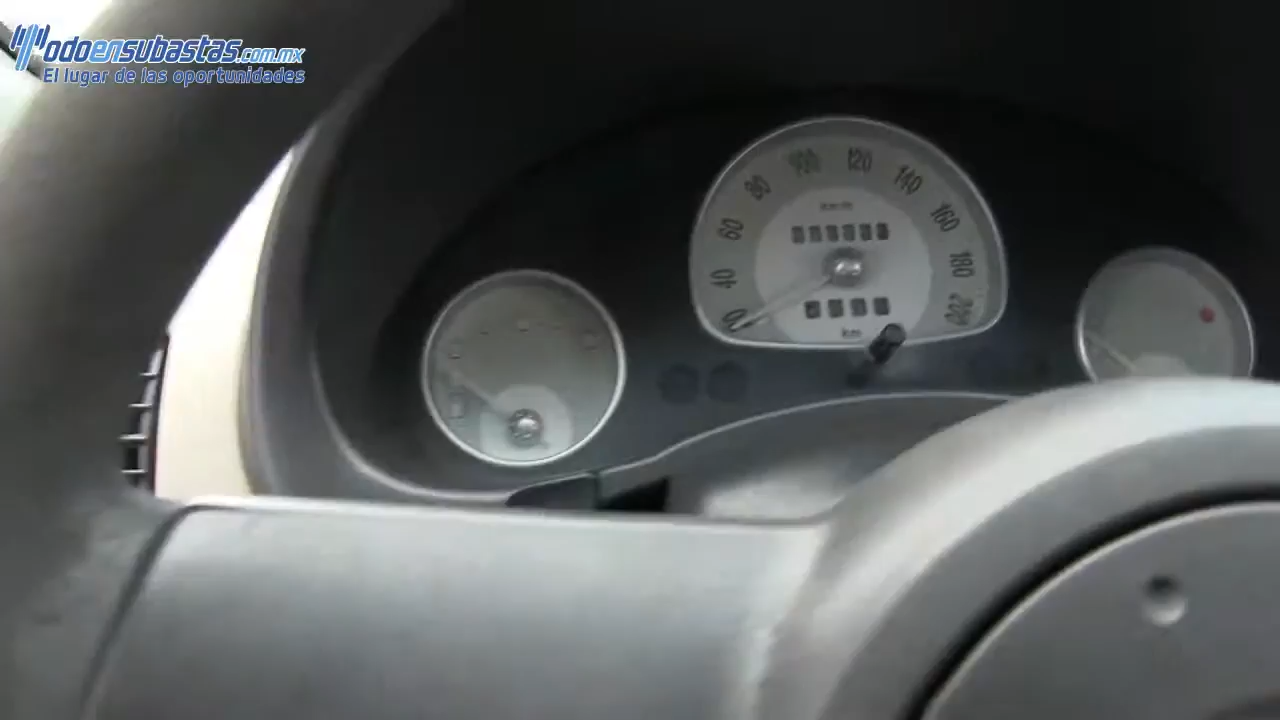 Todoensubastas.com.mx
El lugar de las oportunidades
100 120
80 140
km/h
60 160
40 180
0 200
km